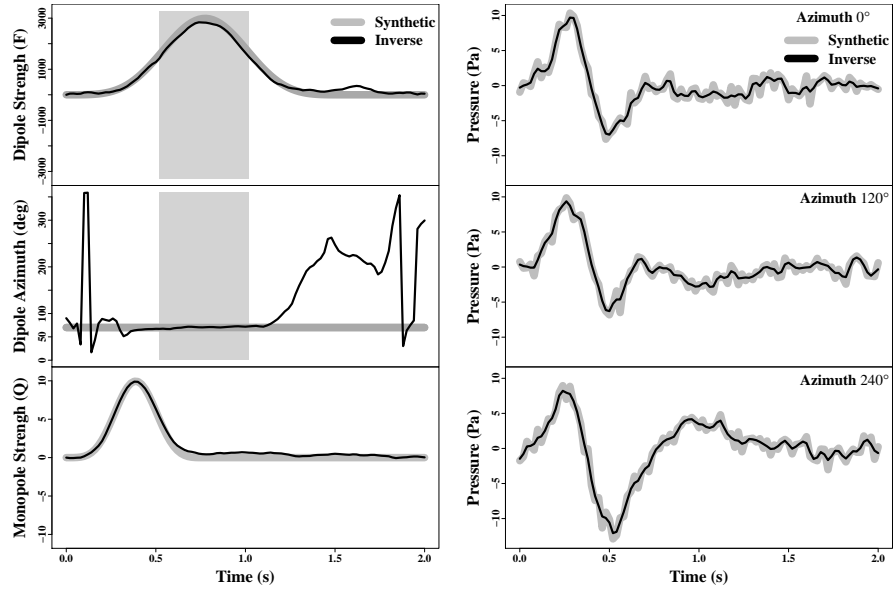 Synthetic
Inverse
Dipole Strengh (F)
3000
1000
−1000
−3000
Dipole Azimuth (deg)
300
200
100
50
0
Monopole Strengh (Q)
10
5
0
−5
−10
0.0
0.5
1.0
1.5
2.0
Time (s)
Azimuth 0°
Synthetic
Inverse
Pressure (Pa)
10
5
0
−5
−10
Azimuth 120°
Pressure (Pa)
10
5
0
−5
−10
Azimuth 240°
Pressure (Pa)
10
5
0
−5
−10
0.0
0.5
1.0
1.5
2.0
Time (s)